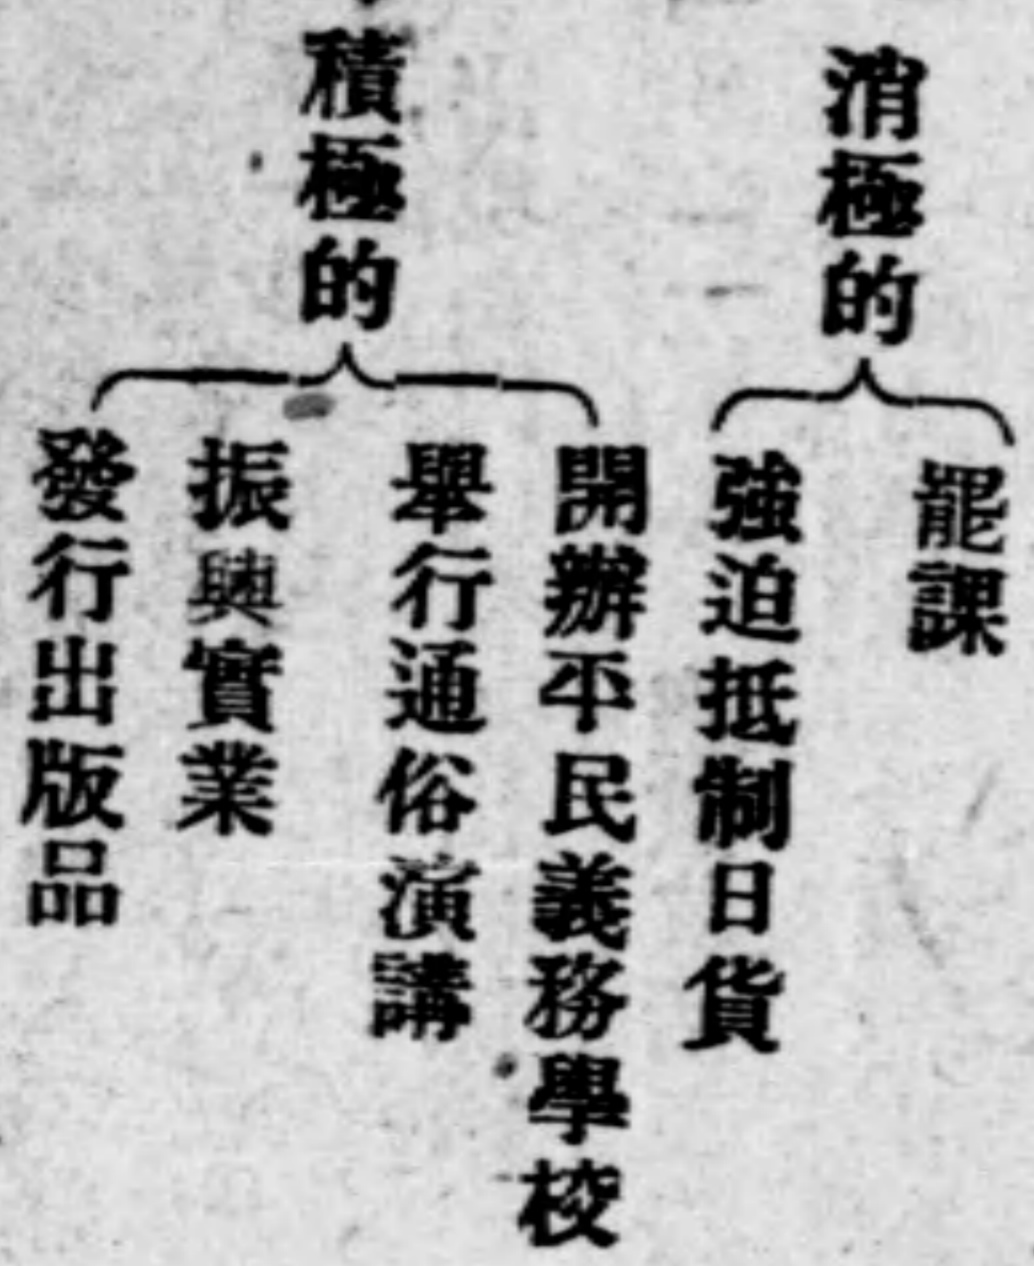 消極的
罷課
強迫抵制日貨
積極的
開辦平民義務學校
舉行通俗演講
振興實業
發行出版品